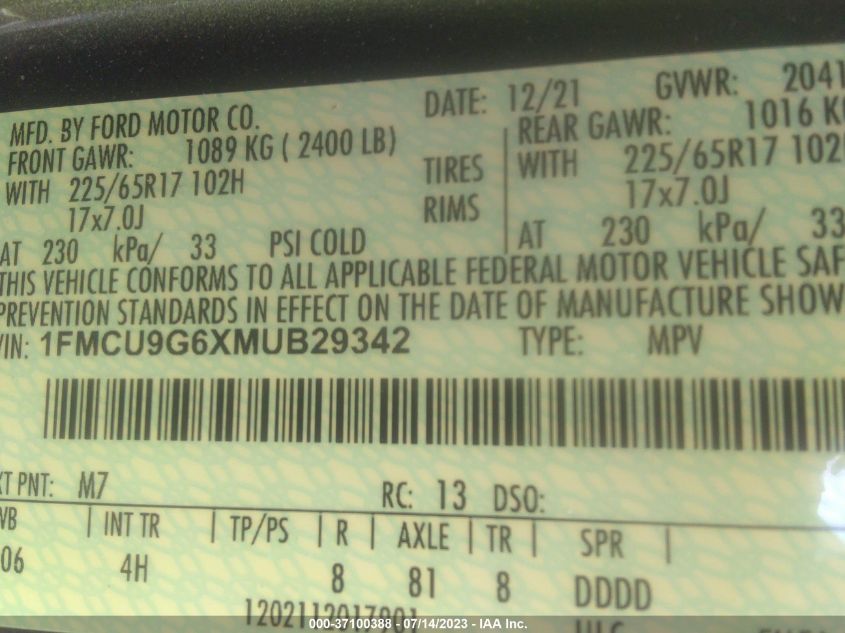 MFD. BY FORD MOTOR CO. DATE: 12/21 GVWR: 2041
FRONT GAWR: 1089 KG ( 2400 LB) REAR GAWR: 1016
WITH 225/65R17 102H TIRES WITH 225/65R17
17x7.0J RIMS 17x7.0J
AT 230 kPa/ 33 PSI COLD AT 230 kPa/ 33
THIS VEHICLE CONFORMS TO ALL APPLICABLE FEDERAL MOTOR VEHICLE SAF
PREVENTION STANDARDS IN EFFECT ON THE DATE OF MANUFACTURE SHOW
VIN: 1FMCU9G6XMUB29342 TYPE: MPV
PNT: M7 RC: 13 DSO:
WB | INT TR | TP/PS | R | AXLE | TR | SPR |
06 4H 8 81 8 DDDD
000-37100388 - 07/14/2023 - IAA Inc.